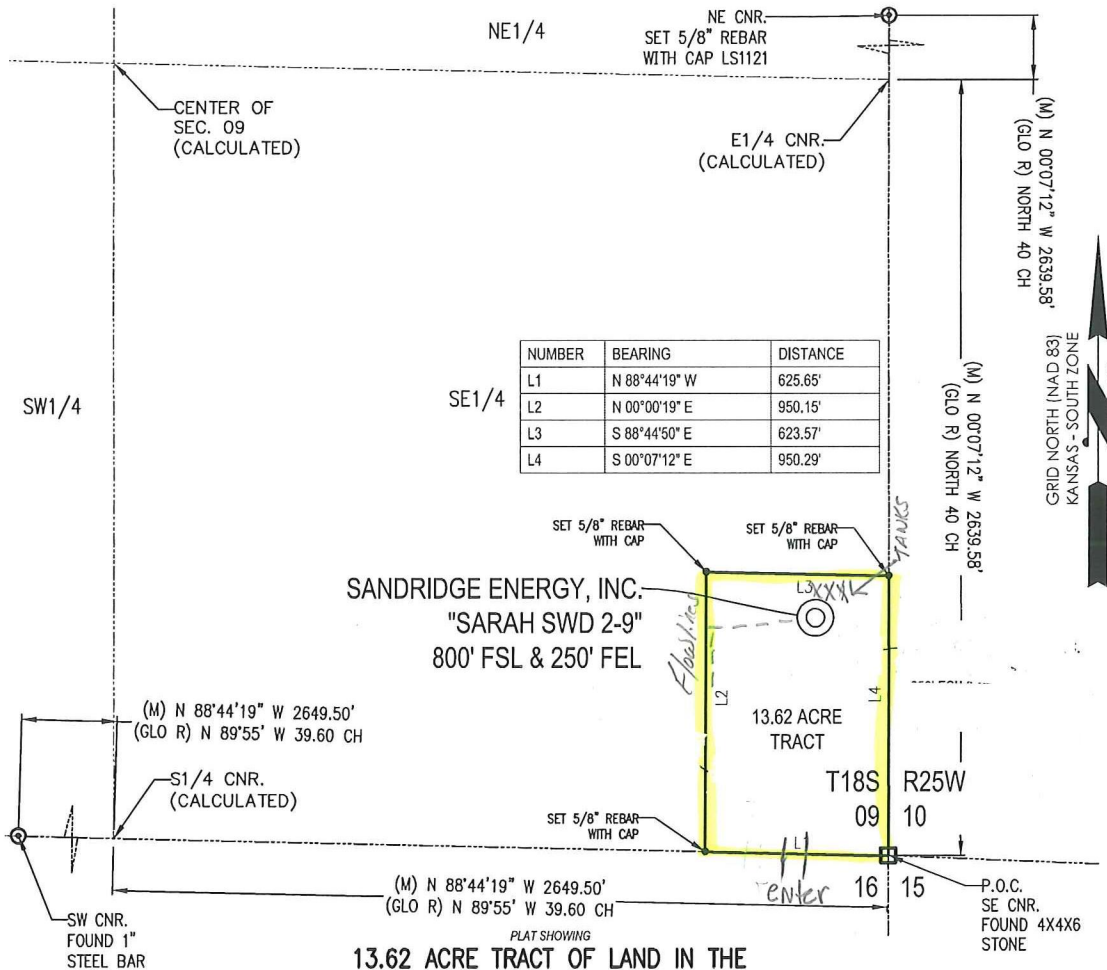 NE1/4
NE CNR.
SET 5/8" REBAR
WITH CAP LS1121
CENTER OF
SEC. 09
(CALCULATED)
E1/4 CNR.
(CALCULATED)
(M) N 00°07'12" W 2639.58'
(GLO R) NORTH 40 CH
GRID NORTH (NAD 83)
KANSAS - SOUTH ZONE
SW1/4
SE1/4
NUMBER BEARING DISTANCE
L1 N 88°44'19" W 625.65'
L2 N 00°00'19" E 950.15'
L3 S 88°44'50" E 623.57'
L4 S 00°07'12" E 950.29'
(M) N 00°07'12" W 2639.58'
(GLO R) NORTH 40 CH
SET 5/8" REBAR
WITH CAP
SET 5/8" REBAR
WITH CAP
TANKS
L3
XXX
SANDRIDGE ENERGY, INC.
"SARAH SWD 2-9"
800' FSL & 250' FEL
Flowlines
L2
L4
13.62 ACRE
TRACT
T18S R25W
09 10
(M) N 88°44'19" W 2649.50'
(GLO R) N 89°55' W 39.60 CH
S1/4 CNR.
(CALCULATED)
SET 5/8" REBAR
WITH CAP
L
enter
16 15
(M) N 88°44'19" W 2649.50'
(GLO R) N 89°55' W 39.60 CH
P.O.C.
SE CNR.
FOUND 4X4X6
STONE
SW CNR.
FOUND 1"
STEEL BAR
PLAT SHOWING
13.62 ACRE TRACT OF LAND IN THE